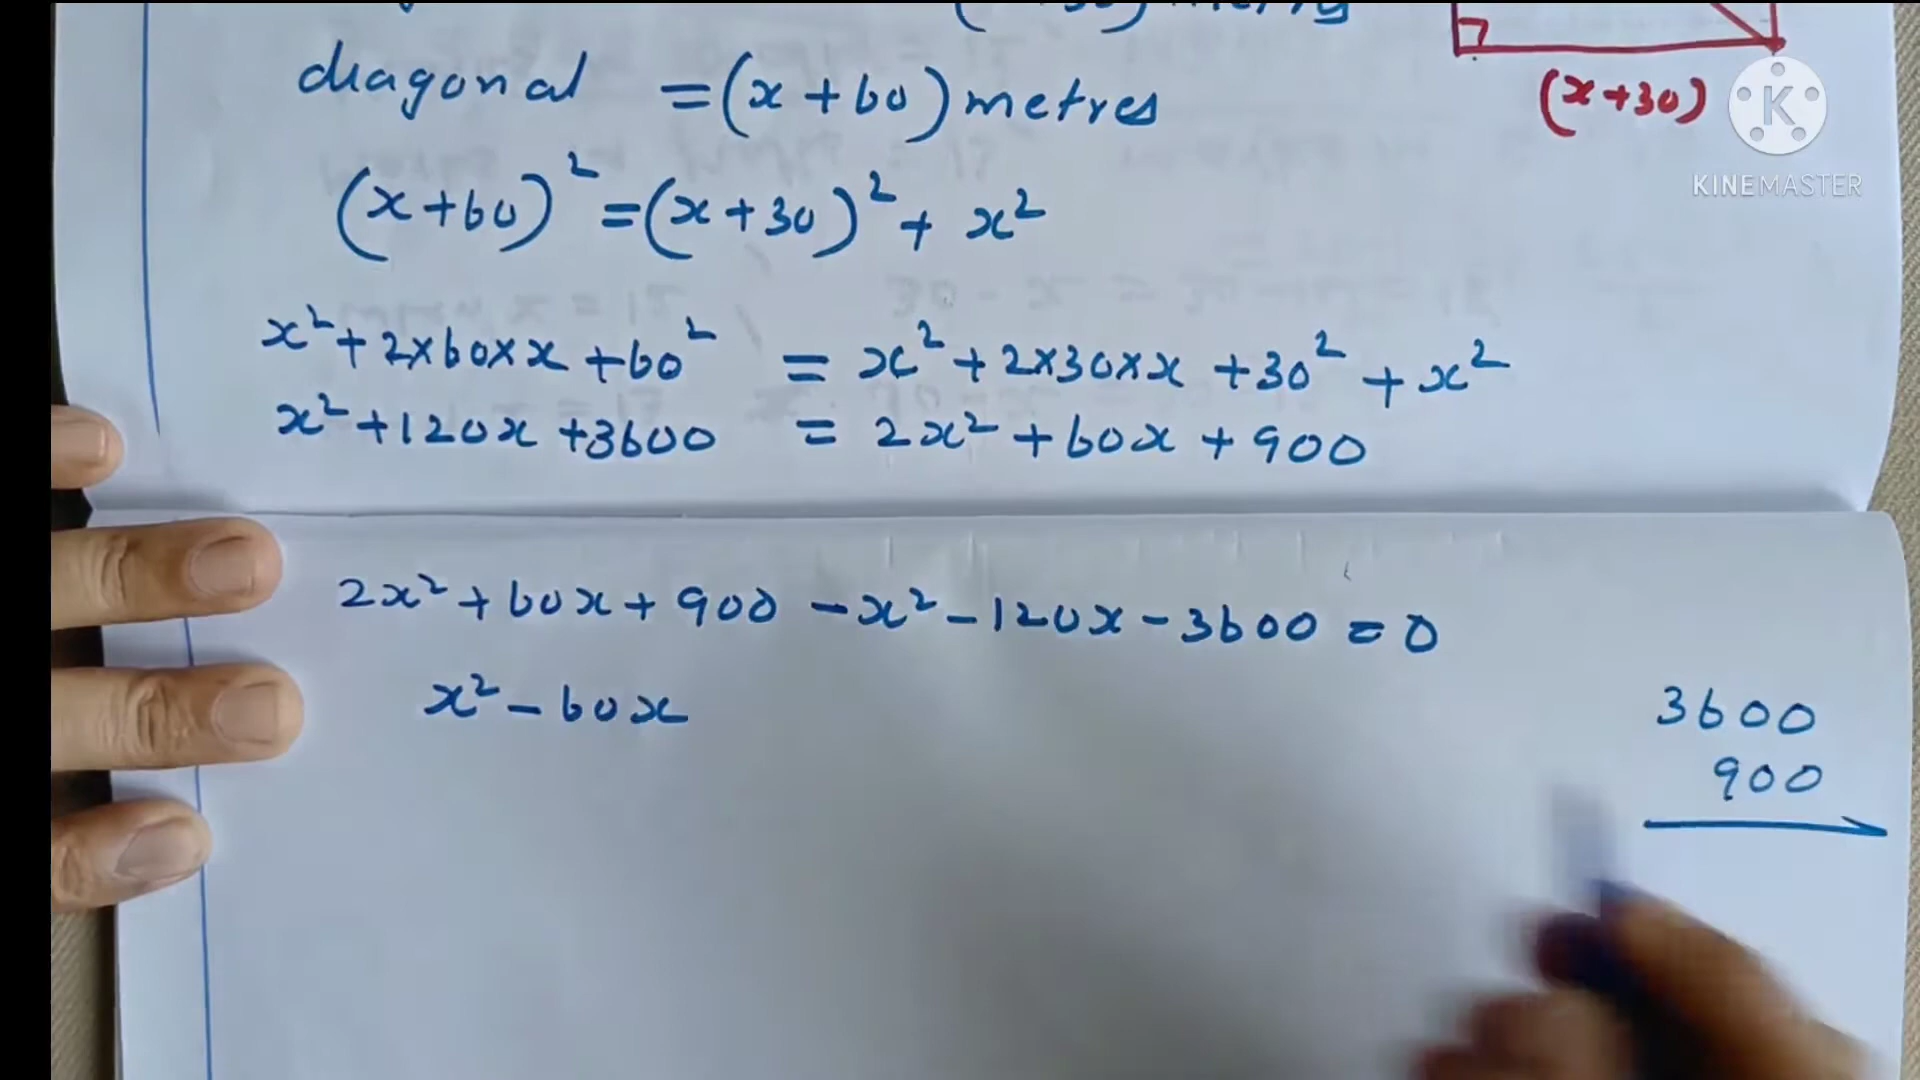 diagonal = (x+60) metres
(x+30)
KINEMASTER
(x+60)² = (x+30)² + x²
x² + 2×60×x + 60² = x² + 2×30×x + 30² + x²
x² + 120x + 3600 = 2x² + 60x + 900
2x² + 60x + 900 - x² - 120x - 3600 = 0
x² - 60x
3600
900